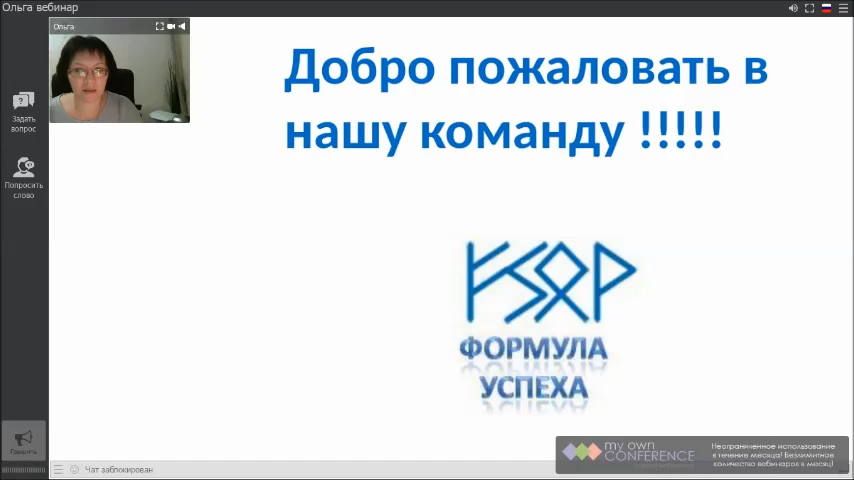 Ольга вебинар
Ольга
Добро пожаловать в
нашу команду !!!!!
Задать
вопрос
Попросить
слово
ФОРМУЛА
УСПЕХА
Говорить
Чат заблокирован
my own
CONFERENCE
Неограниченное использование
в течение месяца! Безлимитное
количество вебинаров в месяц!